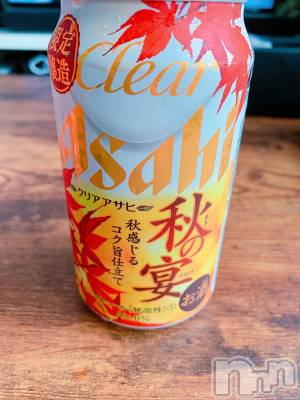 限定
醸造
Clear
Asahi
クリアアサヒ
秋の宴
秋感じる
コク旨仕立て
お酒